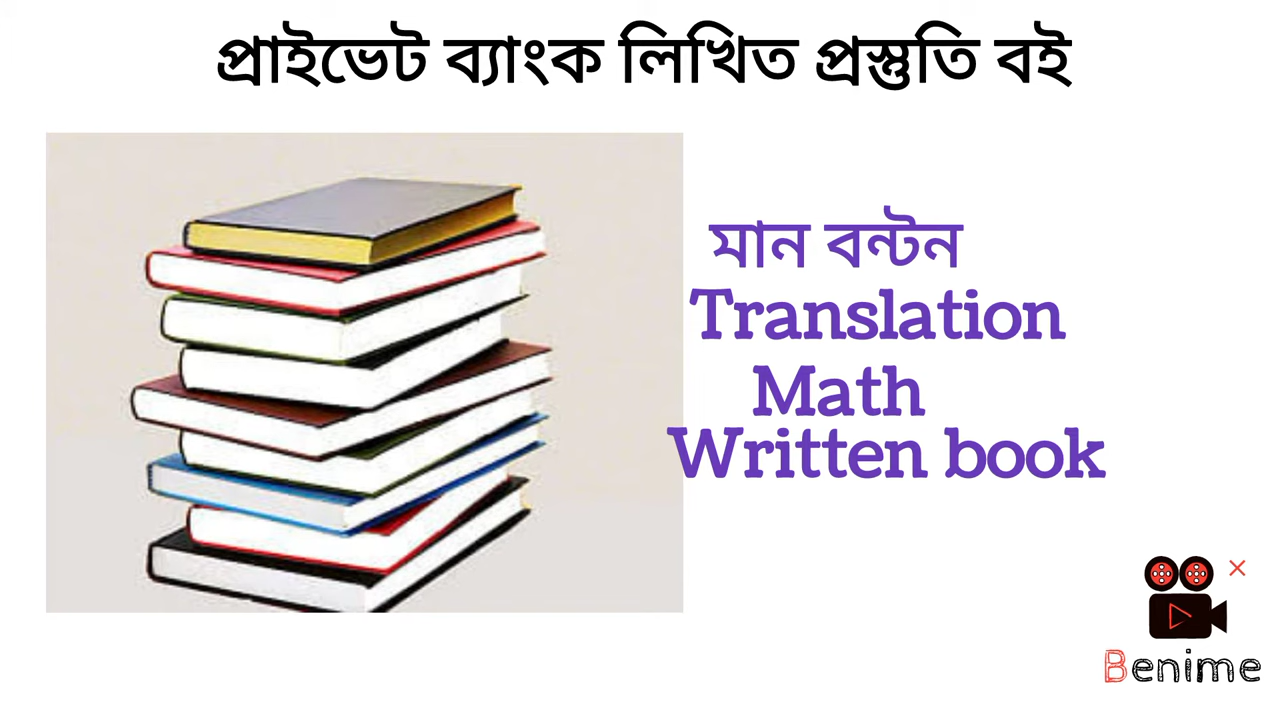 প্রাইভেট ব্যাংক লিখিত প্রস্তুতি বই
মান বন্টন
Translation
Math
Written book
Benime